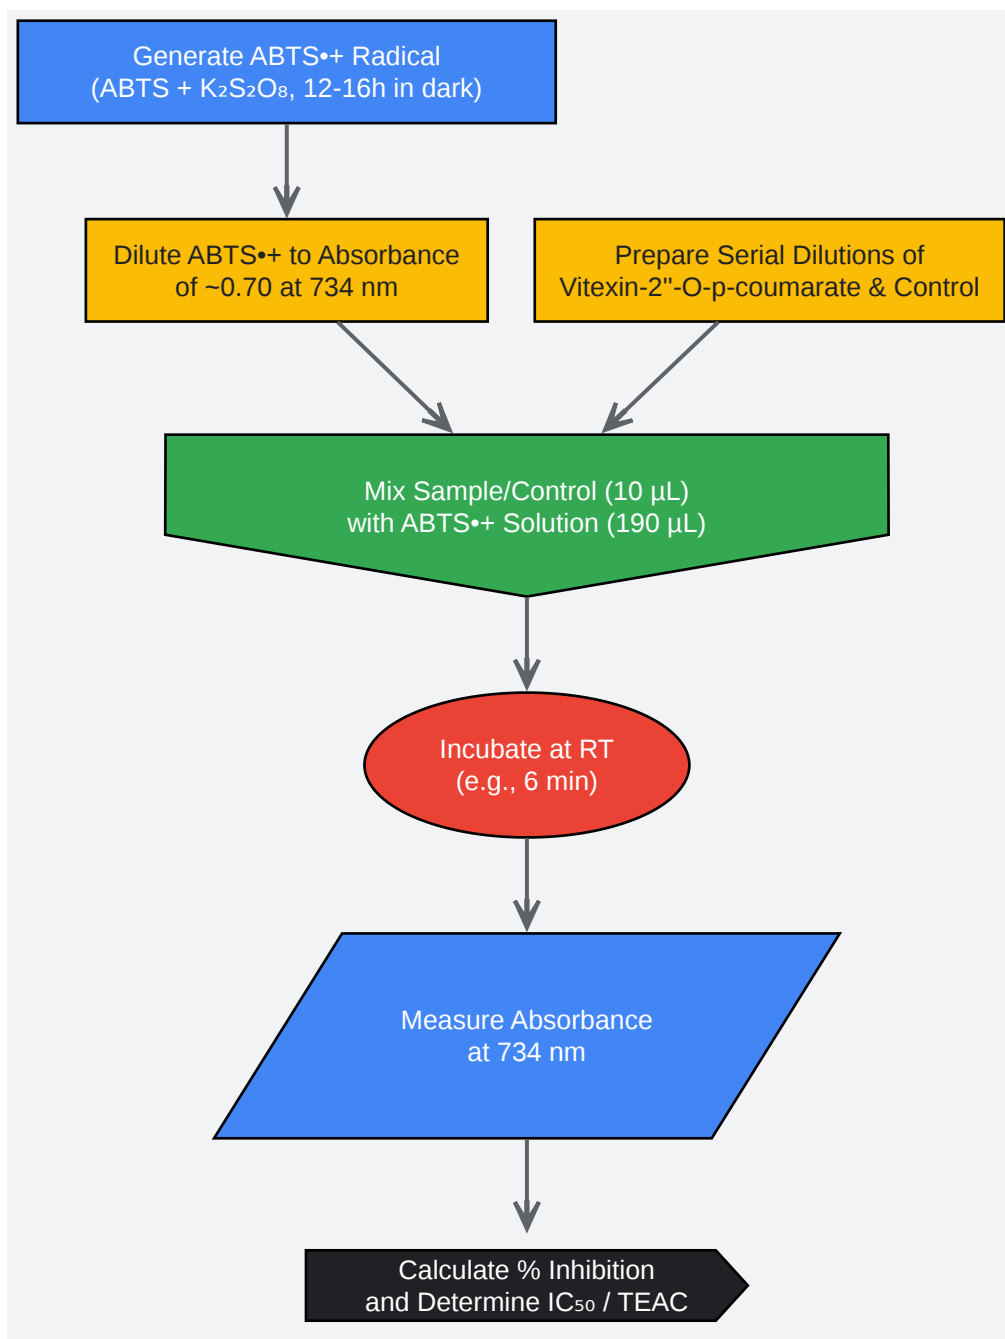 Generate ABTS•+ Radical
(ABTS + K₂S₂O₈, 12-16h in dark)
Dilute ABTS•+ to Absorbance
of ~0.70 at 734 nm
Prepare Serial Dilutions of
Vitexin-2"-O-p-coumarate & Control
Mix Sample/Control (10 µL)
with ABTS•+ Solution (190 µL)
Incubate at RT
(e.g., 6 min)
Measure Absorbance
at 734 nm
Calculate % Inhibition
and Determine IC₅₀ / TEAC